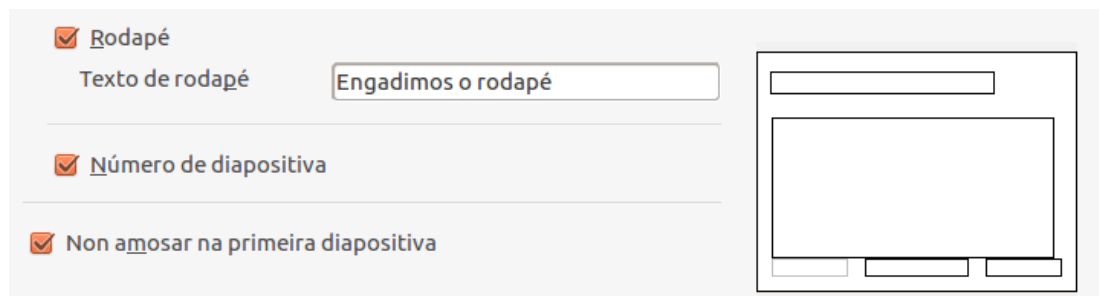 Rodapé
Texto de rodapé Engadimos o rodapé
Número de diapositiva
Non amosar na primeira diapositiva